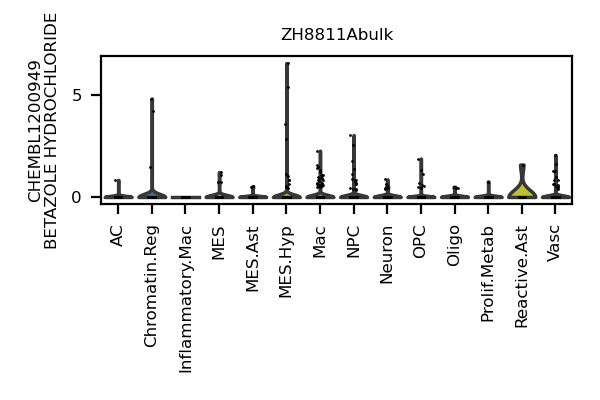 ZH8811Abulk
CHEMBL1200949
BETAZOLE HYDROCHLORIDE
5
0
AC
Chromatin.Reg
Inflammatory.Mac
MES
MES.Ast
MES.Hyp
Mac
NPC
Neuron
OPC
Oligo
Prolif.Metab
Reactive.Ast
Vasc